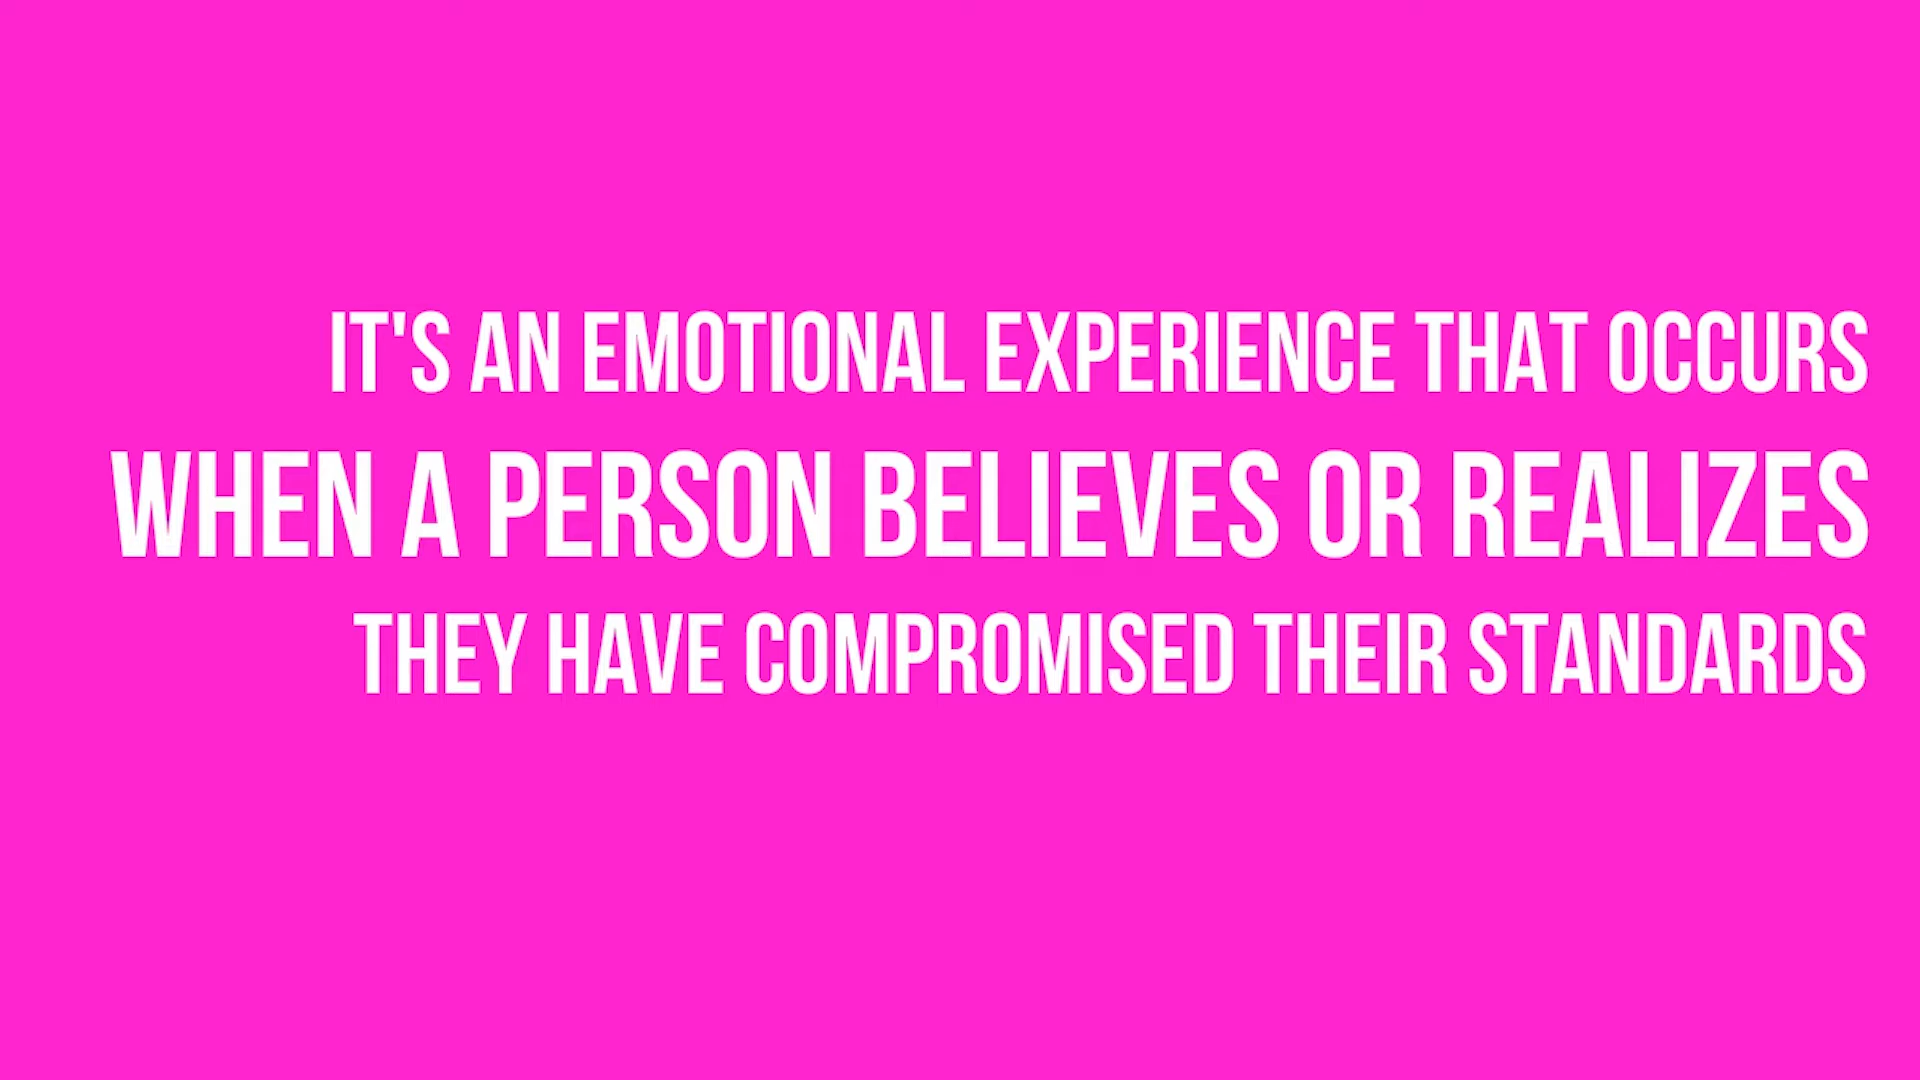 IT'S AN EMOTIONAL EXPERIENCE THAT OCCURS
WHEN A PERSON BELIEVES OR REALIZES
THEY HAVE COMPROMISED THEIR STANDARDS